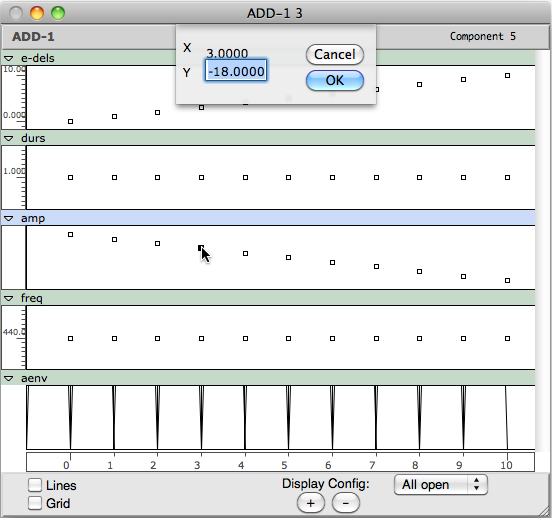 ADD-1 3
ADD-1
Component 5
X 3.0000
Y -18.0000
Cancel
OK
e-dels
10.00
0.000
durs
1.000
amp
freq
440.0
aenv
0 1 2 3 4 5 6 7 8 9 10
Lines
Grid
Display Config:
+ -
All open